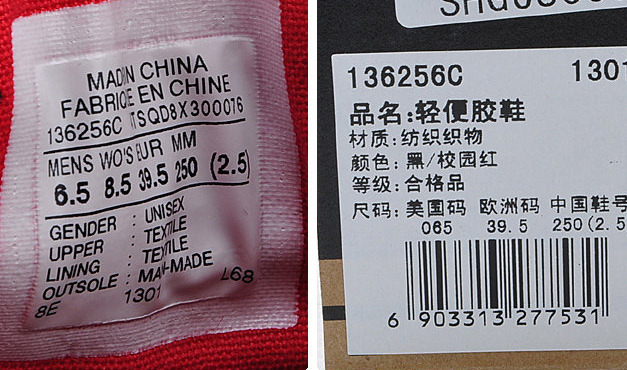 MADIN CHINA
FABRIQE EN CHINE
136256C ITSQD8X300076
MENS WO'S EUR MM
6.5 8.5 39.5 250 (2.5)
GENDER : UNISEX
UPPER : TEXTILE
LINING : TEXTILE
OUTSOLE : MAN-MADE
8E 1301 L68
136256C 1301
品名:轻便胶鞋
材质:纺织织物
颜色:黑/校园红
等级:合格品
尺码:美国码 欧洲码 中国鞋号
065 39.5 250(2.5
6 903313 277531